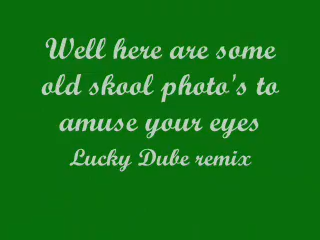 Well here are some
old skool photo's to
amuse your eyes
Lucky Dube remix